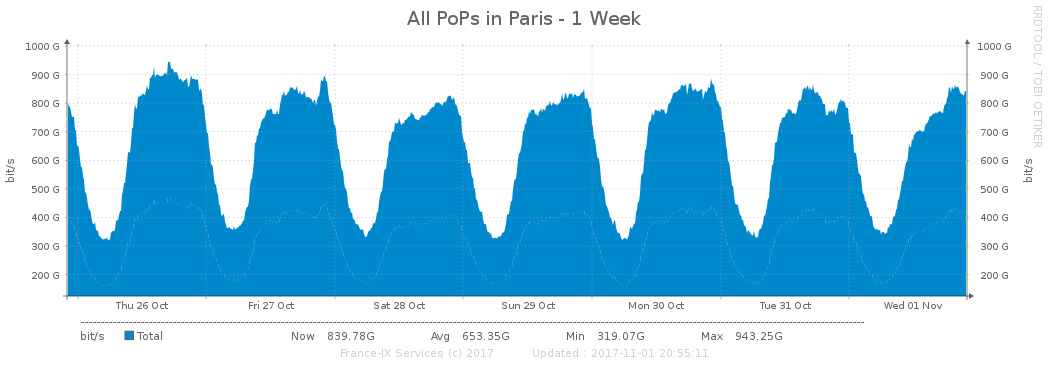 All PoPs in Paris - 1 Week
RRDTOOL / TOBI OETIKER
1000 G 1000 G
900 G 900 G
800 G 800 G
700 G 700 G
600 G 600 G
500 G 500 G
400 G 400 G
300 G 300 G
200 G 200 G
bit/s bit/s
Thu 26 Oct Fri 27 Oct Sat 28 Oct Sun 29 Oct Mon 30 Oct Tue 31 Oct Wed 01 Nov
bit/s Total Now 839.78G Avg 653.35G Min 319.07G Max 943.25G
France-IX Services (c) 2017 Updated : 2017-11-01 20:55:11